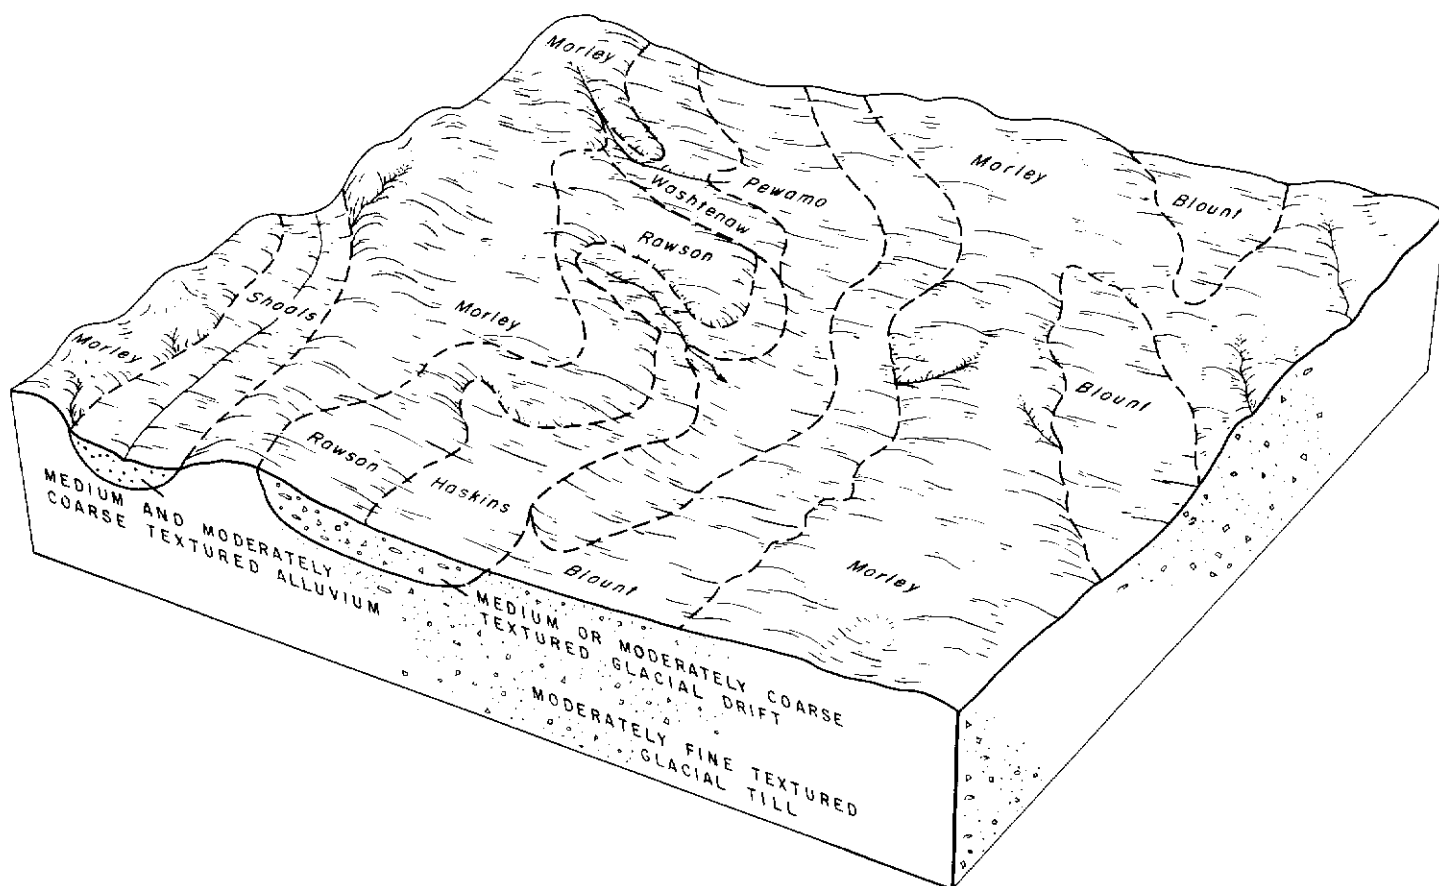 Morley
Morley
Pewamo
Washtenaw
Blount
Rawson
Shoals
Morley
Morley
Blount
Rawson
Haskins
Blount
Morley
MEDIUM AND MODERATELY
COARSE TEXTURED ALLUVIUM
MEDIUM OR MODERATELY COARSE
TEXTURED GLACIAL DRIFT
MODERATELY FINE TEXTURED
GLACIAL TILL